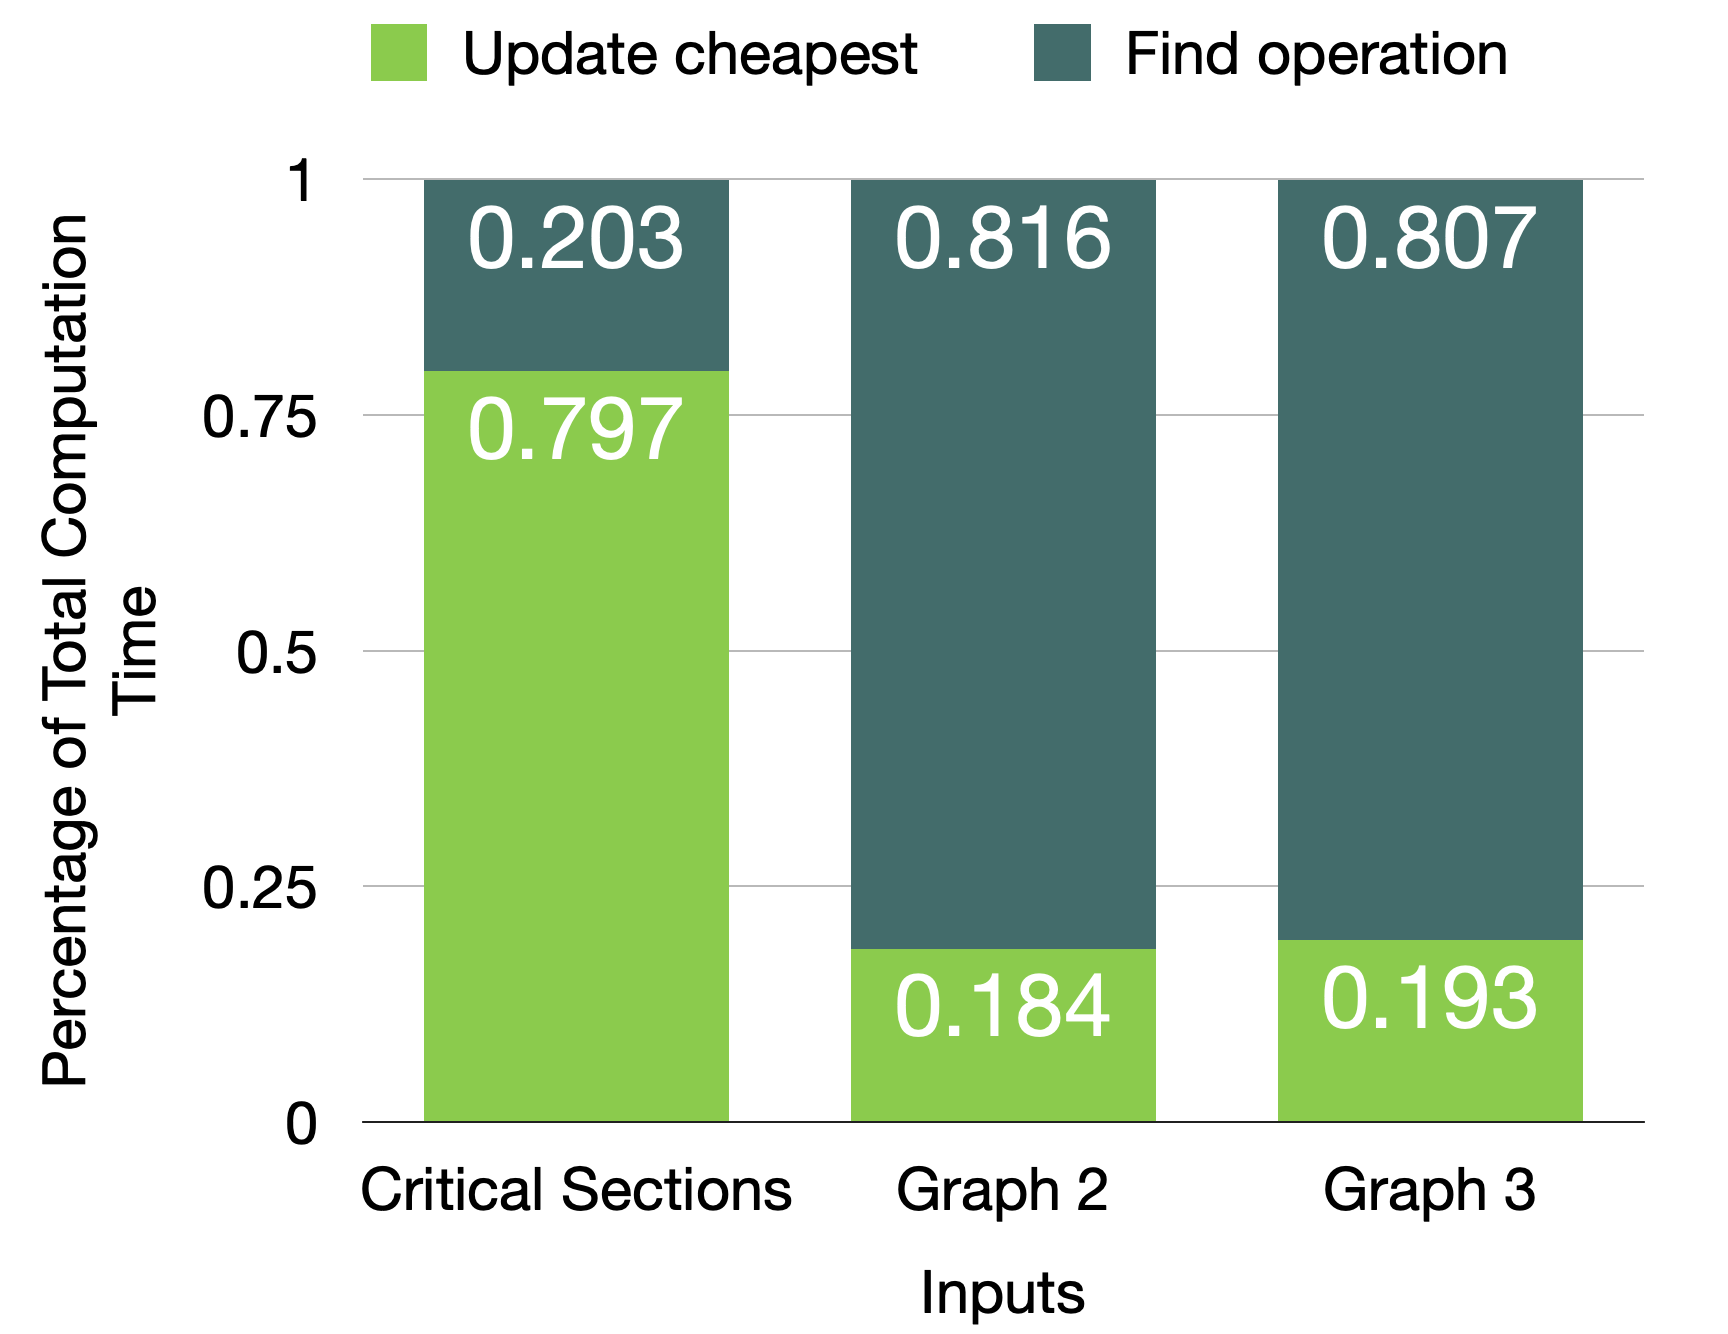 Update cheapest
Find operation
Percentage of Total Computation
Time
1
0.75
0.5
0.25
0
0.203
0.816
0.807
0.797
0.184
0.193
Critical Sections
Graph 2
Graph 3
Inputs